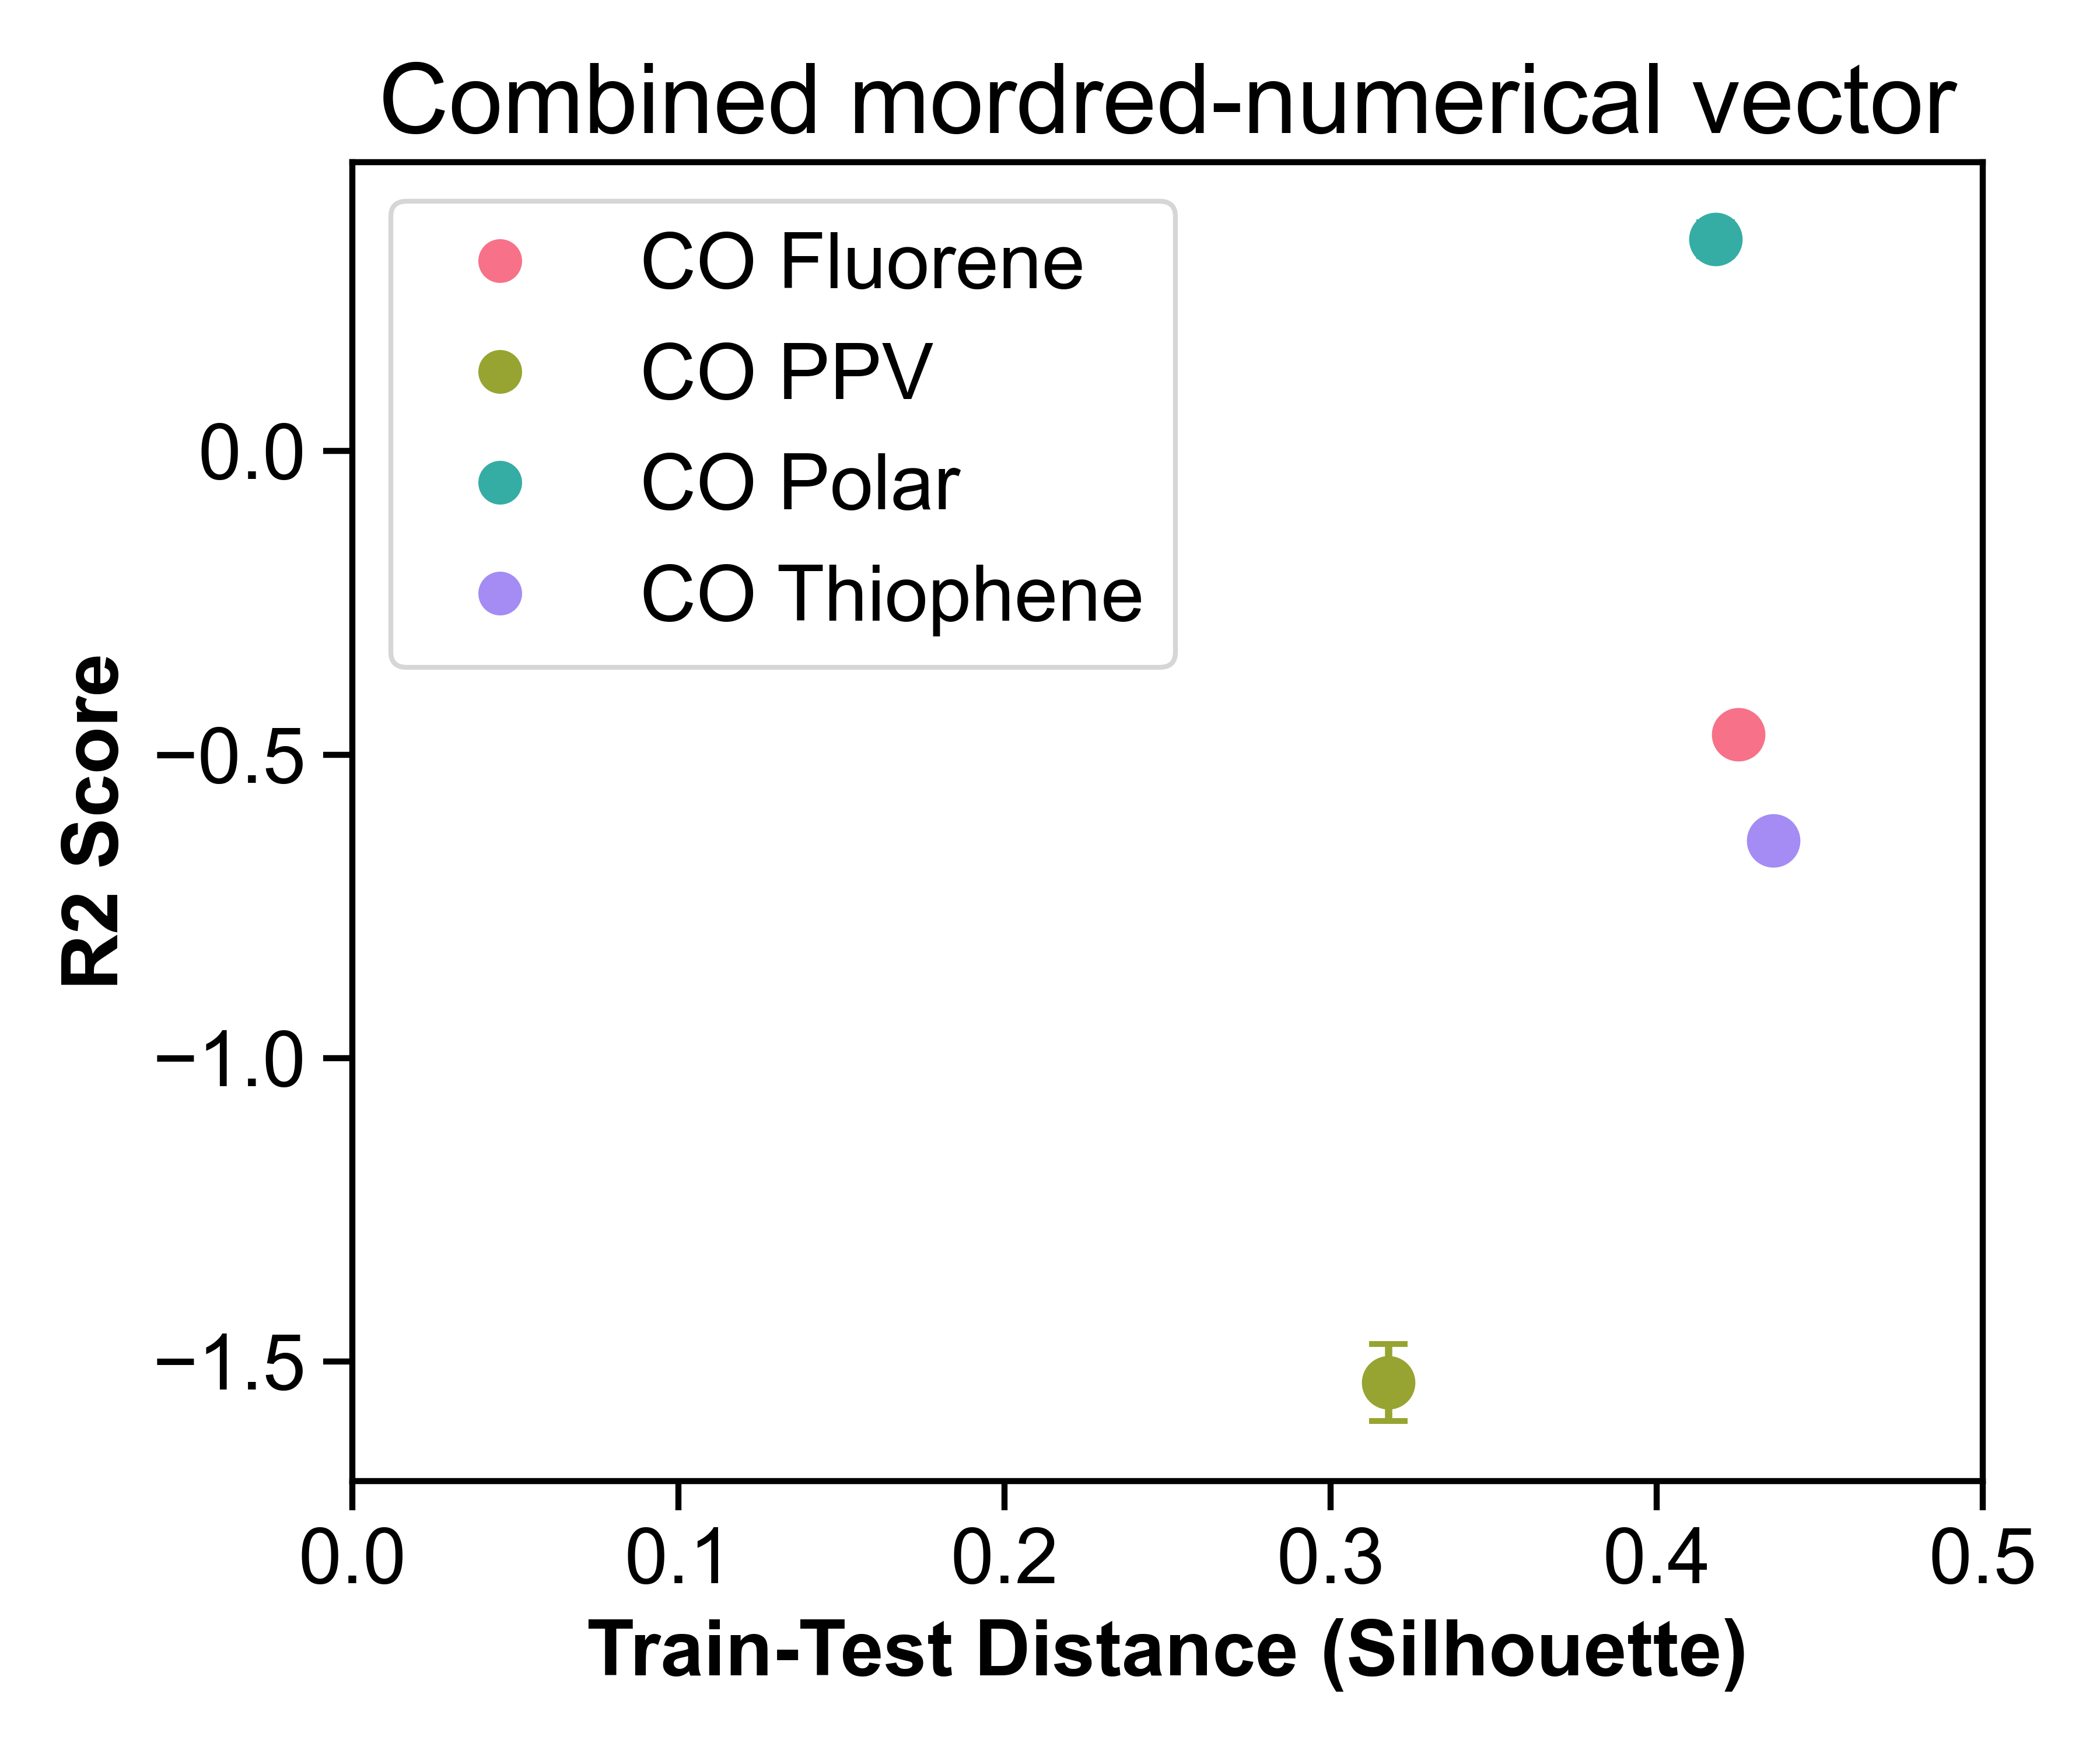 Combined mordred-numerical vector
CO Fluorene
CO PPV
CO Polar
CO Thiophene
R2 Score
0.0
−0.5
−1.0
−1.5
0.0 0.1 0.2 0.3 0.4 0.5
Train-Test Distance (Silhouette)